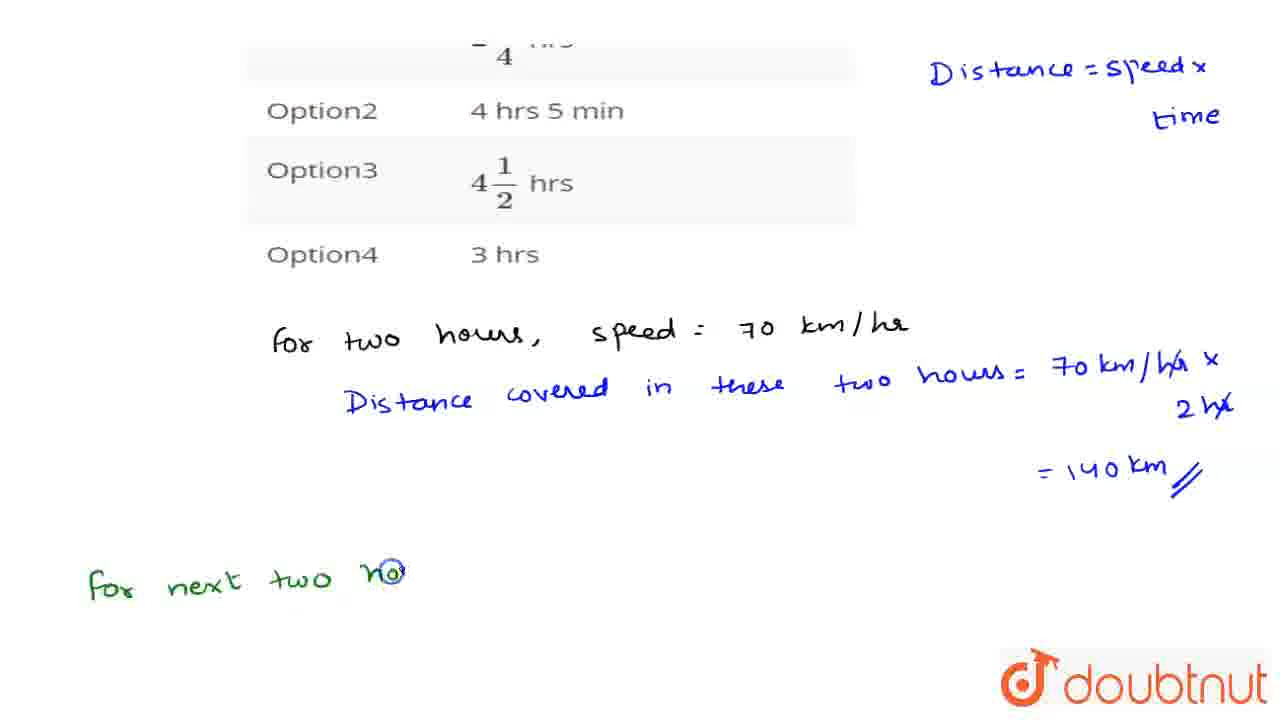 4
Distance = speed ×
time
Option2 4 hrs 5 min
Option3 4 1/2 hrs
Option4 3 hrs
for two hours, speed = 70 km/hr
Distance covered in these two hours = 70 km/hr ×
2 hr
= 140 km
for next two ho
doubtnut